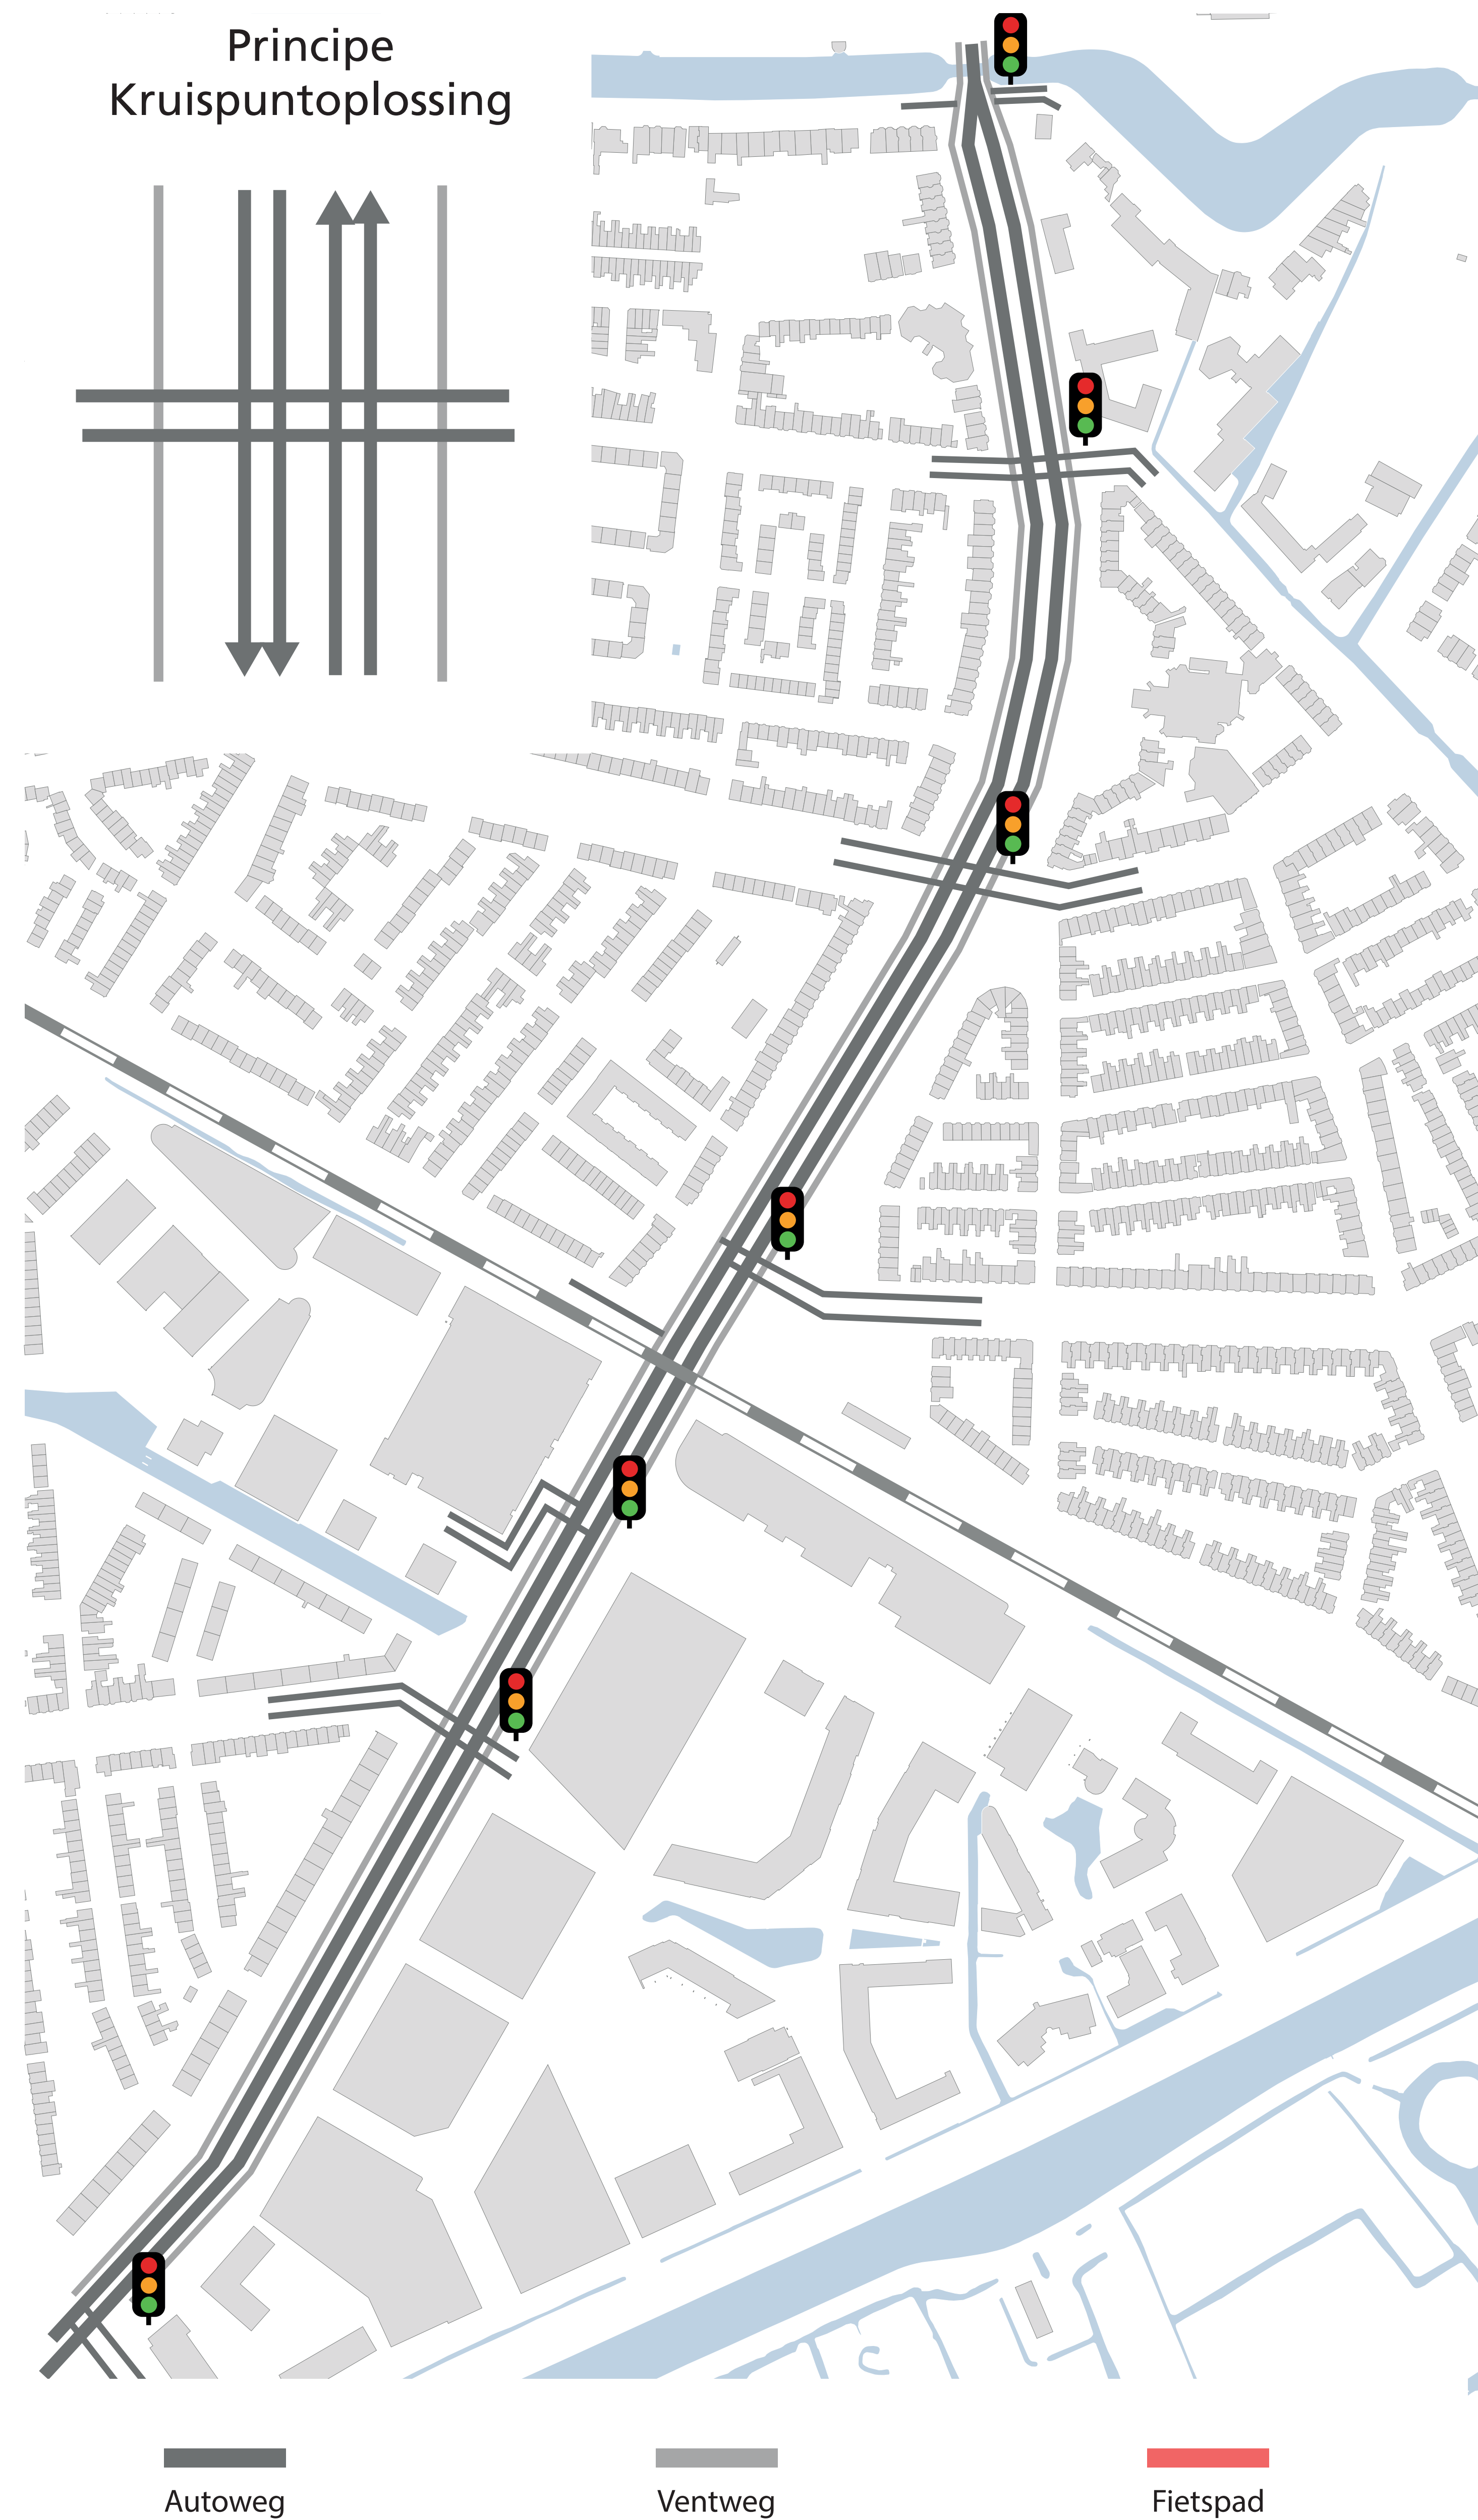 Principe
Kruispuntoplossing
Autoweg
Ventweg
Fietspad